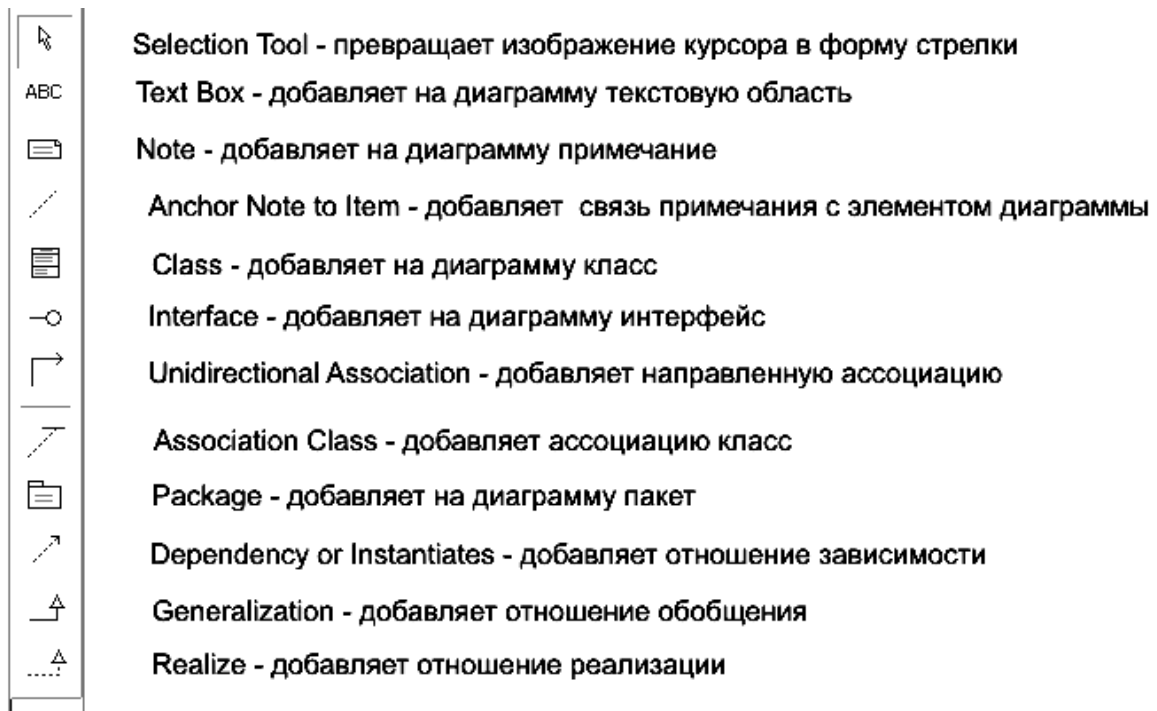 Selection Tool - превращает изображение курсора в форму стрелки
ABC Text Box - добавляет на диаграмму текстовую область
Note - добавляет на диаграмму примечание
Anchor Note to Item - добавляет связь примечания с элементом диаграммы
Class - добавляет на диаграмму класс
Interface - добавляет на диаграмму интерфейс
Unidirectional Association - добавляет направленную ассоциацию
Association Class - добавляет ассоциацию класс
Package - добавляет на диаграмму пакет
Dependency or Instantiates - добавляет отношение зависимости
Generalization - добавляет отношение обобщения
Realize - добавляет отношение реализации